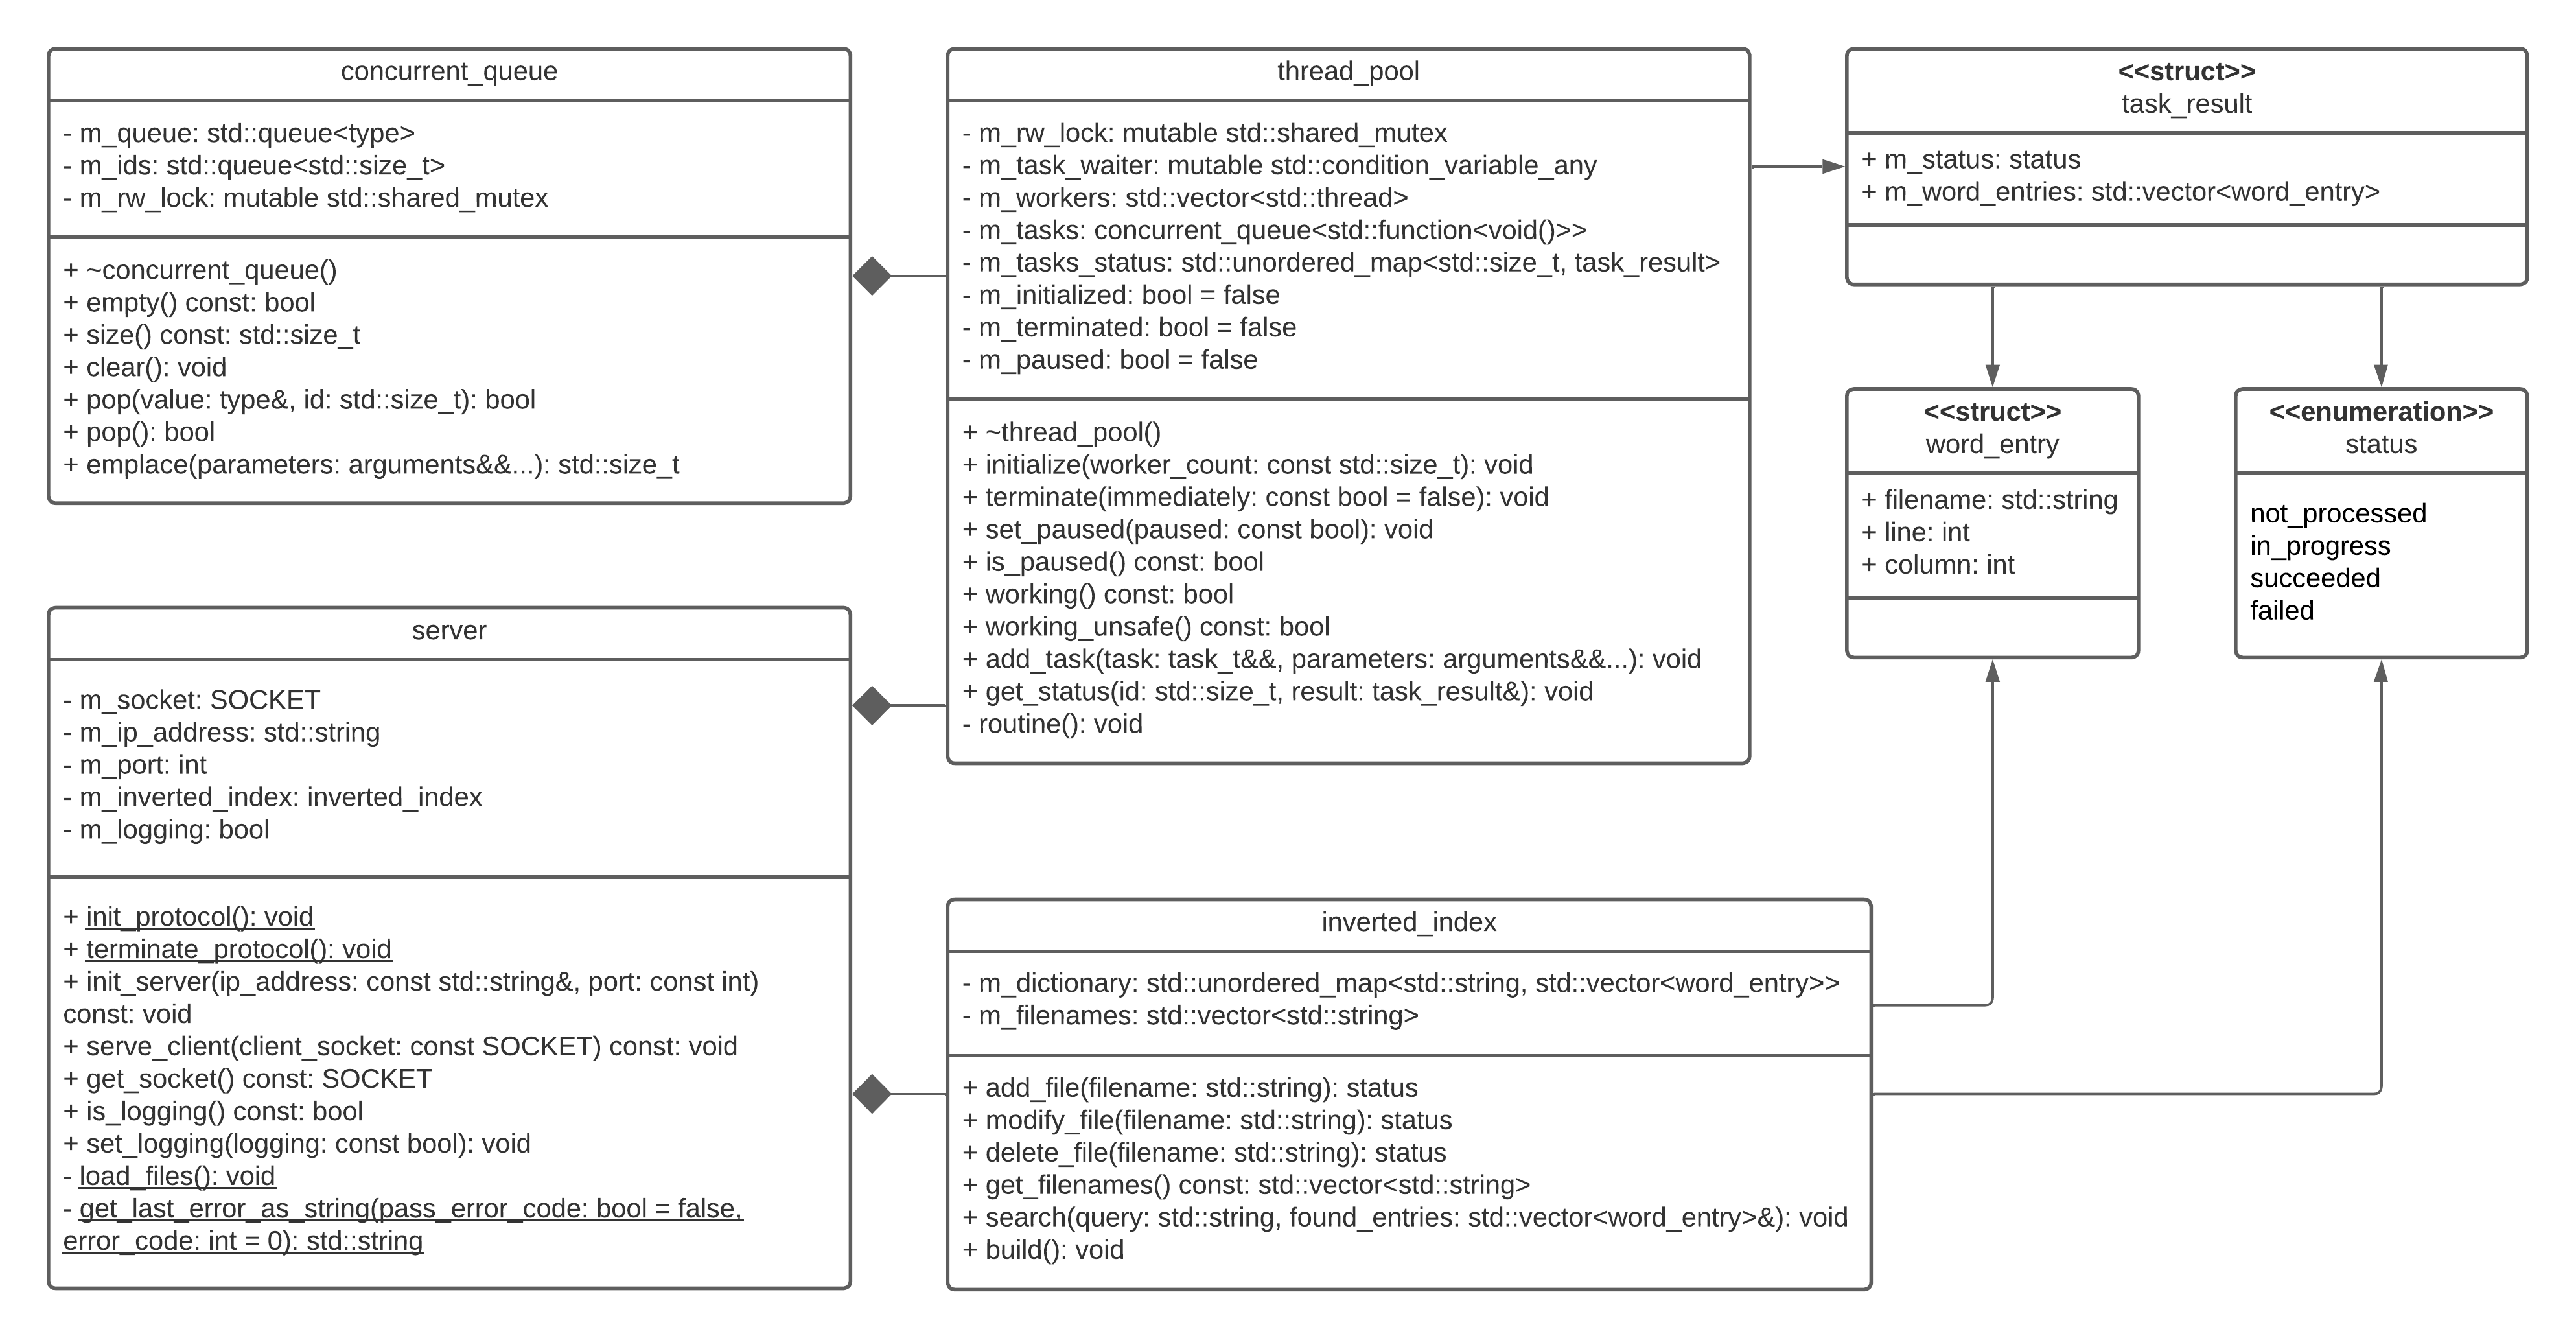 concurrent_queue
- m_queue: std::queue<type>
- m_ids: std::queue<std::size_t>
- m_rw_lock: mutable std::shared_mutex
+ ~concurrent_queue()
+ empty() const: bool
+ size() const: std::size_t
+ clear(): void
+ pop(value: type&, id: std::size_t): bool
+ pop(): bool
+ emplace(parameters: arguments&&...): std::size_t
thread_pool
- m_rw_lock: mutable std::shared_mutex
- m_task_waiter: mutable std::condition_variable_any
- m_workers: std::vector<std::thread>
- m_tasks: concurrent_queue<std::function<void()>>
- m_tasks_status: std::unordered_map<std::size_t, task_result>
- m_initialized: bool = false
- m_terminated: bool = false
- m_paused: bool = false
+ ~thread_pool()
+ initialize(worker_count: const std::size_t): void
+ terminate(immediately: const bool = false): void
+ set_paused(paused: const bool): void
+ is_paused() const: bool
+ working() const: bool
+ working_unsafe() const: bool
+ add_task(task: task_t&&, parameters: arguments&&...): void
+ get_status(id: std::size_t, result: task_result&): void
- routine(): void
<<struct>>
task_result
+ m_status: status
+ m_word_entries: std::vector<word_entry>
<<struct>>
word_entry
+ filename: std::string
+ line: int
+ column: int
<<enumeration>>
status
not_processed
in_progress
succeeded
failed
server
- m_socket: SOCKET
- m_ip_address: std::string
- m_port: int
- m_inverted_index: inverted_index
- m_logging: bool
+ init_protocol(): void
+ terminate_protocol(): void
+ init_server(ip_address: const std::string&, port: const int)
const: void
+ serve_client(client_socket: const SOCKET) const: void
+ get_socket() const: SOCKET
+ is_logging() const: bool
+ set_logging(logging: const bool): void
- load_files(): void
- get_last_error_as_string(pass_error_code: bool = false,
error_code: int = 0): std::string
inverted_index
- m_dictionary: std::unordered_map<std::string, std::vector<word_entry>>
- m_filenames: std::vector<std::string>
+ add_file(filename: std::string): status
+ modify_file(filename: std::string): status
+ delete_file(filename: std::string): status
+ get_filenames() const: std::vector<std::string>
+ search(query: std::string, found_entries: std::vector<word_entry>&): void
+ build(): void